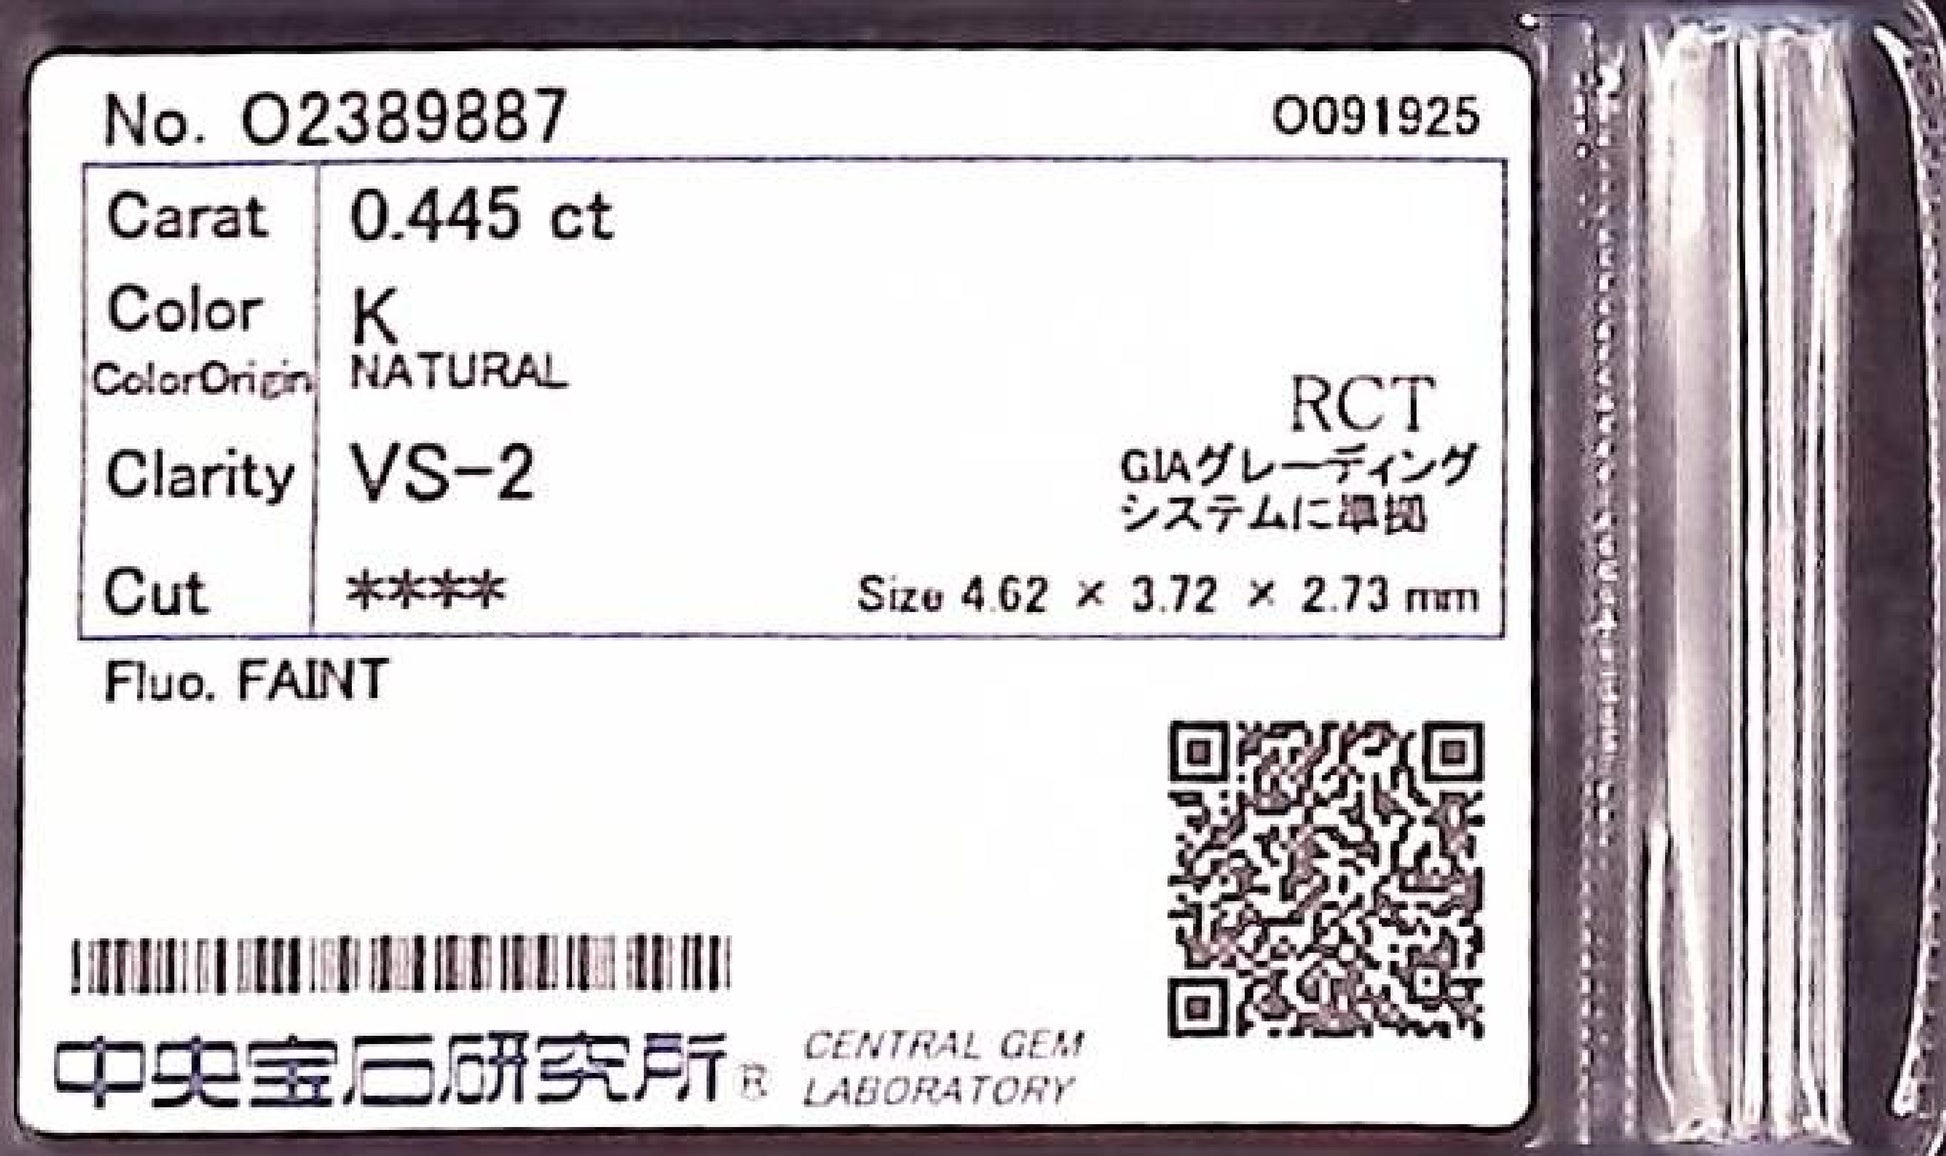 No. O2389887
O091925
Carat 0.445 ct
Color K
ColorOrigin NATURAL
RCT
Clarity VS-2
GIAグレーディング
システムに準拠
Cut ****
Size 4.62 × 3.72 × 2.73 mm
Fluo. FAINT
中央宝石研究所®
CENTRAL GEM
LABORATORY